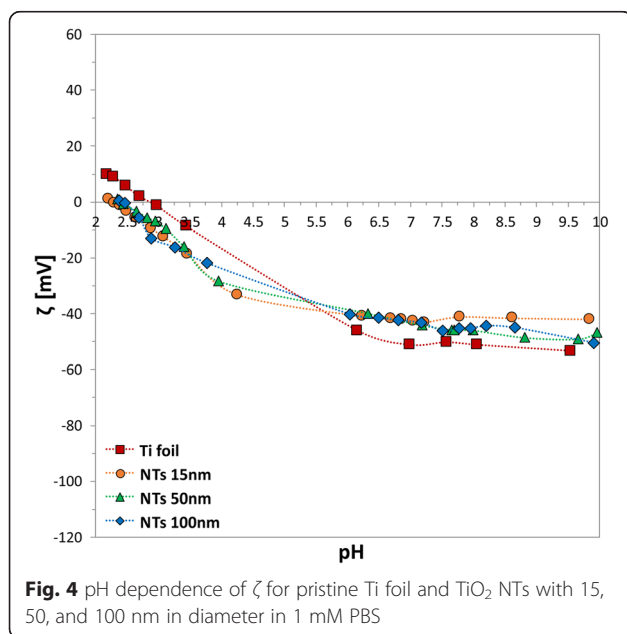 60
40
20
0
2 2.5 3 3.5 4 4.5 5 5.5 6 6.5 7 7.5 8 8.5 9 9.5 10
-20
-40
-60
-80
-100
-120
ζ [mV]
Ti foil
NTs 15nm
NTs 50nm
NTs 100nm
pH
Fig. 4 pH dependence of ζ for pristine Ti foil and TiO₂ NTs with 15,
50, and 100 nm in diameter in 1 mM PBS